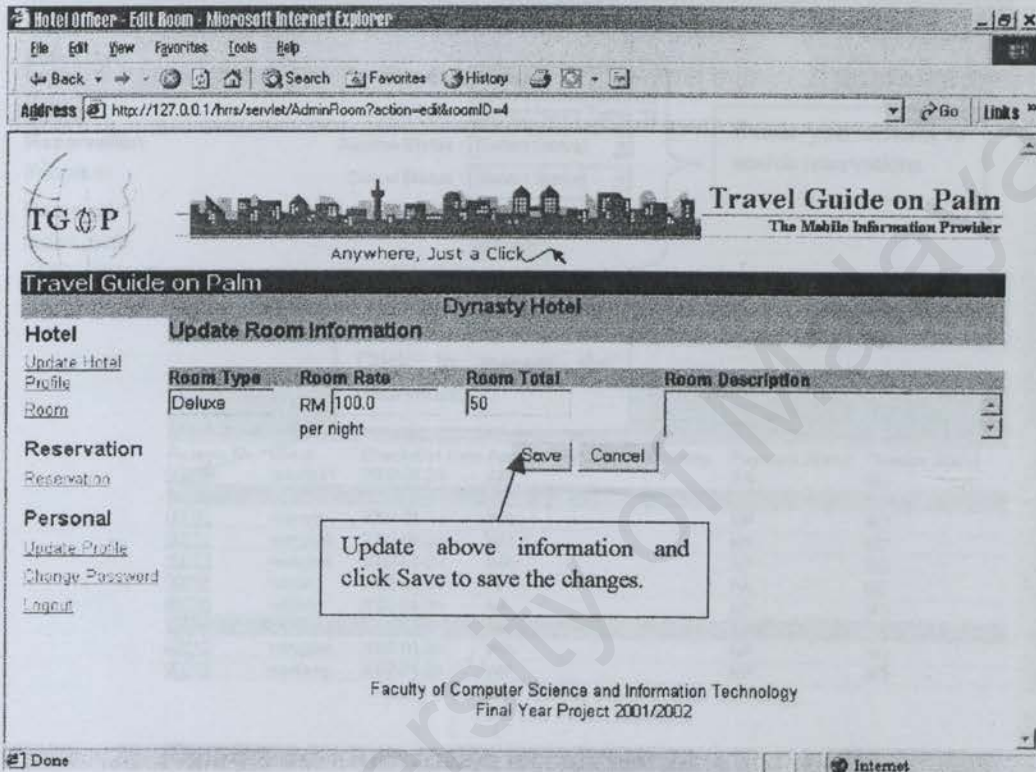 Hotel Officer - Edit Room - Microsoft Internet Explorer
File Edit View Favorites Tools Help
Back Search Favorites History
Address http://127.0.0.1/hrrs/servlet/AdminRoom?action=edit&roomID=4 Go Links »
TG P
Travel Guide on Palm
The Mobile Information Provider
Anywhere, Just a Click
Travel Guide on Palm
Dynasty Hotel
Hotel
Update Room Information
Update Hotel
Profile
Room Type Room Rate Room Total Room Description
Deluxe RM 100.0 50
per night
Room
Save Cancel
Reservation
Reservation
Personal
Update Profile
Change Password
Logout
Update above information and
click Save to save the changes.
Faculty of Computer Science and Information Technology
Final Year Project 2001/2002
Done Internet
University of Malaya